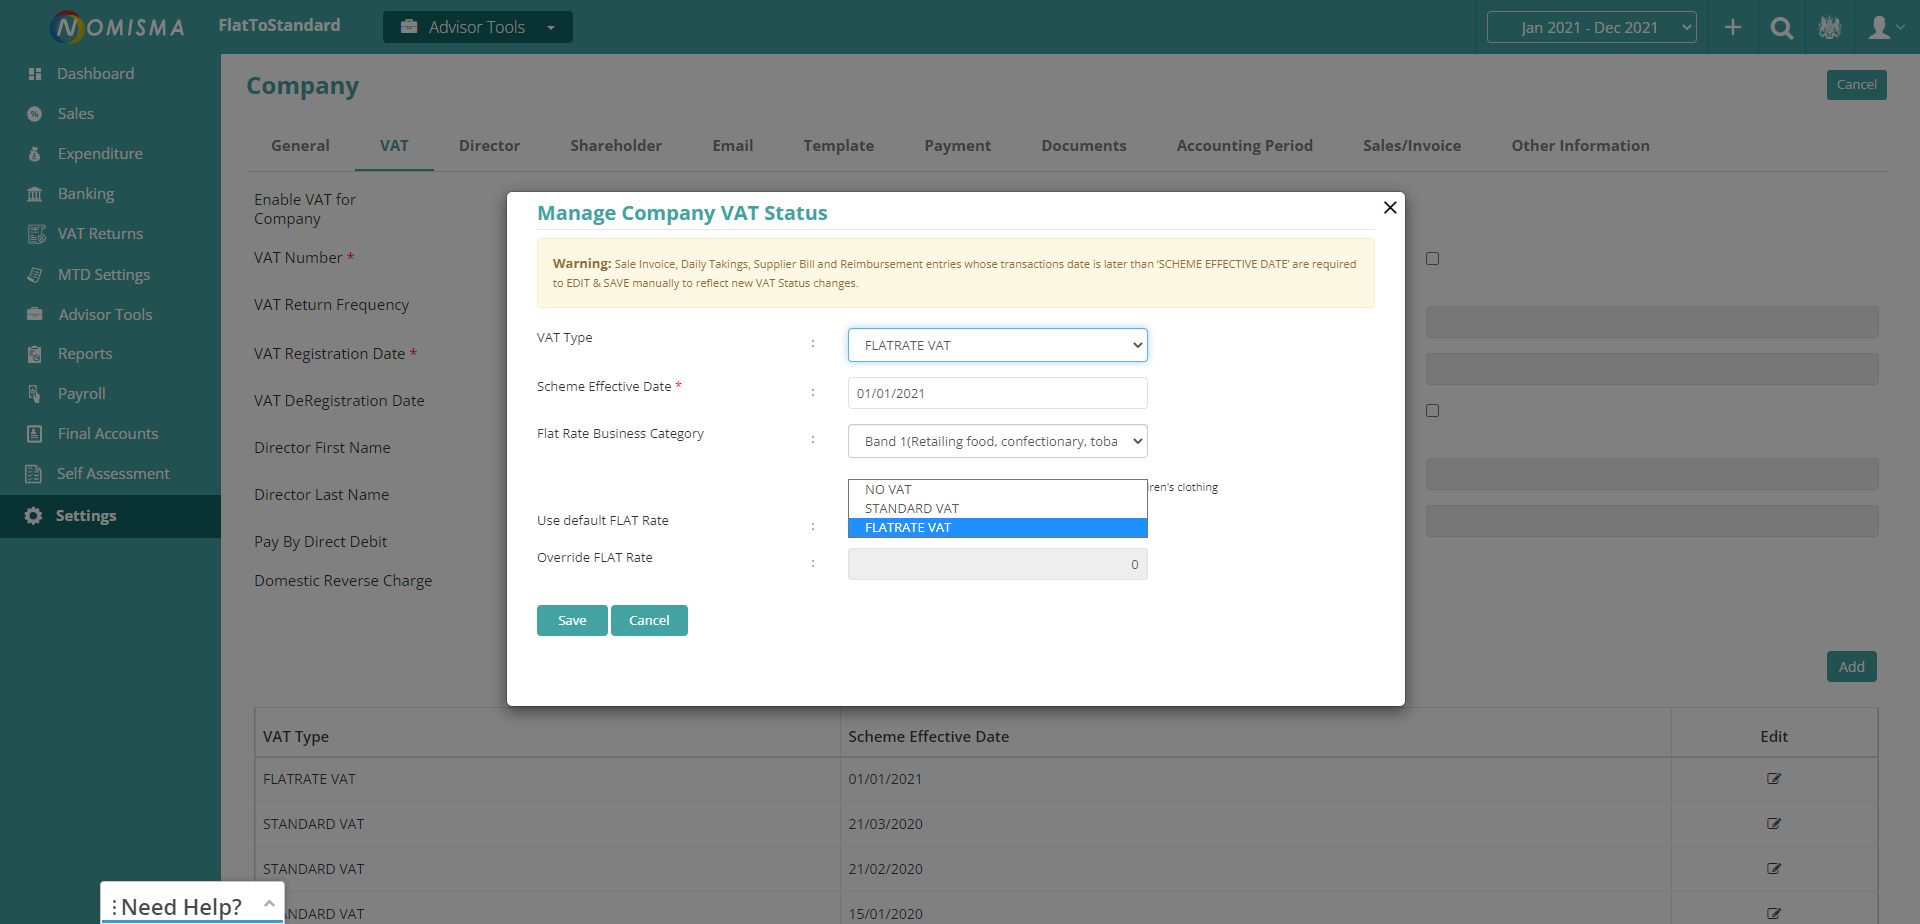 NOMISMA
FlatToStandard
Advisor Tools
Jan 2021 - Dec 2021
Dashboard
Sales
Expenditure
Banking
VAT Returns
MTD Settings
Advisor Tools
Reports
Payroll
Final Accounts
Self Assessment
Settings
Company
Cancel
General VAT Director Shareholder Email Template Payment Documents Accounting Period Sales/Invoice Other Information
Enable VAT for
Company
VAT Number *
VAT Return Frequency
VAT Registration Date *
VAT DeRegistration Date
Director First Name
Director Last Name
Pay By Direct Debit
Domestic Reverse Charge
Manage Company VAT Status
Warning: Sale Invoice, Daily Takings, Supplier Bill and Reimbursement entries whose transactions date is later than ‘SCHEME EFFECTIVE DATE’ are required
to EDIT & SAVE manually to reflect new VAT Status changes.
VAT Type : FLATRATE VAT
Scheme Effective Date * : 01/01/2021
Flat Rate Business Category : Band 1(Retailing food, confectionary, toba
NO VAT
STANDARD VAT
FLATRATE VAT
clothing
Use default FLAT Rate :
Override FLAT Rate : 0
Save Cancel
Add
VAT Type Scheme Effective Date Edit
FLATRATE VAT 01/01/2021
STANDARD VAT 21/03/2020
STANDARD VAT 21/02/2020
NDARD VAT 15/01/2020
Need Help?